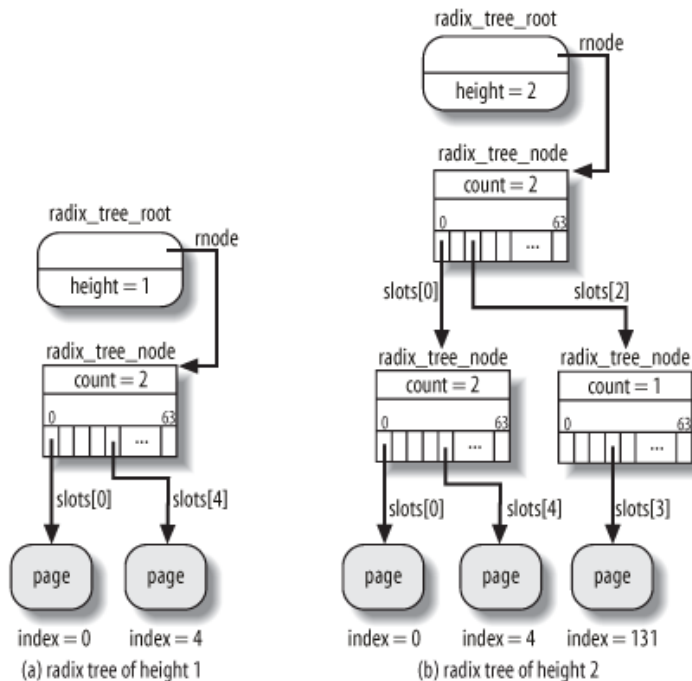 radix_tree_root
rnode
height = 1
radix_tree_node
count = 2
0 63
...
slots[0] slots[4]
page page
index = 0 index = 4
(a) radix tree of height 1
radix_tree_root
rnode
height = 2
radix_tree_node
count = 2
0 63
...
slots[0] slots[2]
radix_tree_node radix_tree_node
count = 2 count = 1
0 63 0 63
... ...
slots[0] slots[4] slots[3]
page page page
index = 0 index = 4 index = 131
(b) radix tree of height 2